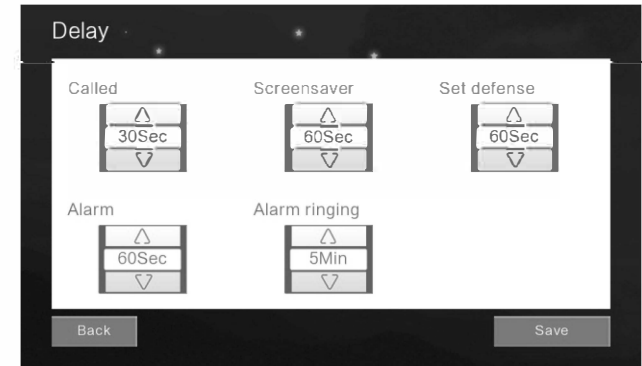 Delay
Called Screensaver Set defense
30Sec 60Sec 60Sec
Alarm Alarm ringing
60Sec 5Min
Back Save